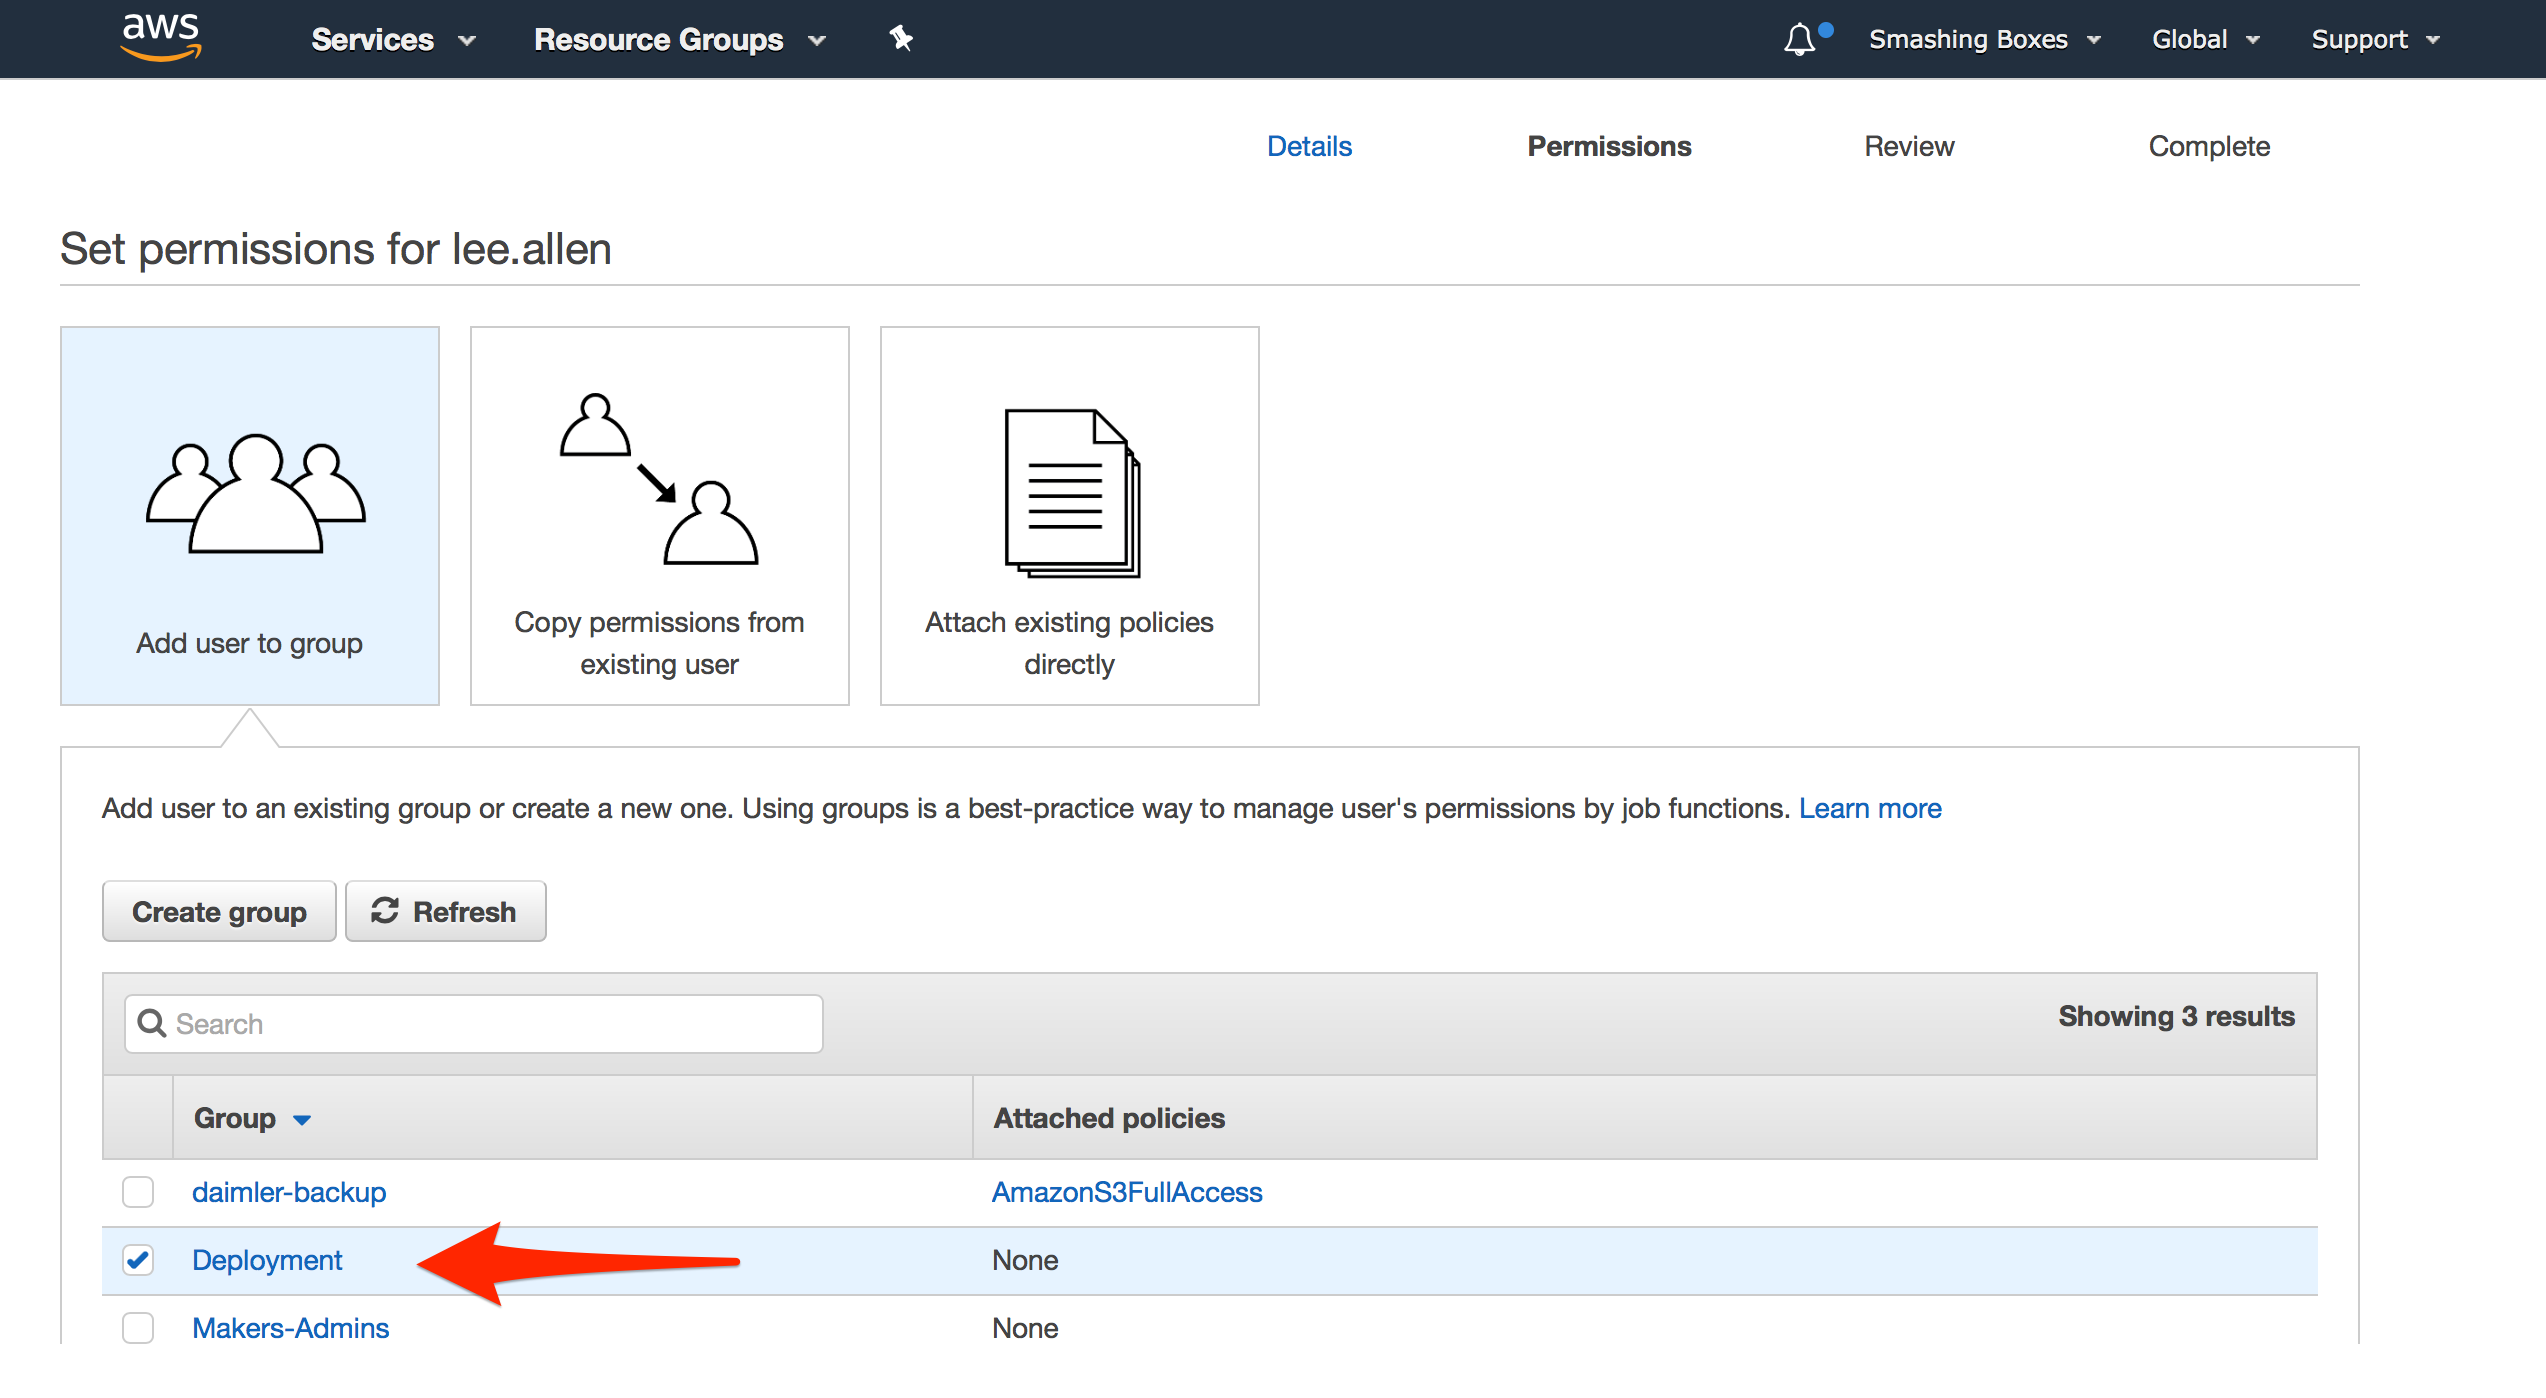 aws Services Resource Groups Smashing Boxes Global Support
Details Permissions Review Complete
Set permissions for lee.allen
Add user to group
Copy permissions from
existing user
Attach existing policies
directly
Add user to an existing group or create a new one. Using groups is a best-practice way to manage user's permissions by job functions. Learn more
Create group Refresh
Search Showing 3 results
Group Attached policies
daimler-backup AmazonS3FullAccess
Deployment None
Makers-Admins None